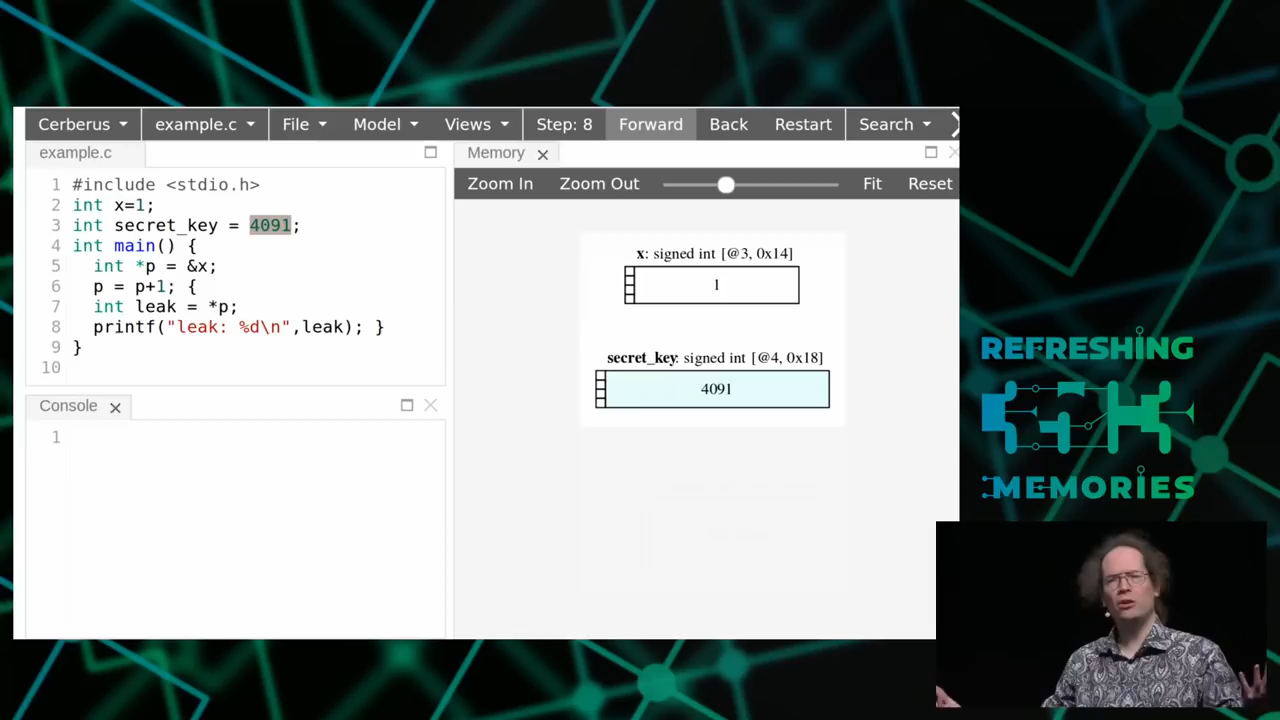 Cerberus example.c File Model Views Step: 8 Forward Back Restart Search
example.c
1 #include <stdio.h>
2 int x=1;
3 int secret_key = 4091;
4 int main() {
5 int *p = &x;
6 p = p+1; {
7 int leak = *p;
8 printf("leak: %d\n",leak); }
9 }
10
Console
1
Memory
Zoom In Zoom Out Fit Reset
x: signed int [@3, 0x14]
1
secret_key: signed int [@4, 0x18]
4091
REFRESHING
MEMORIES